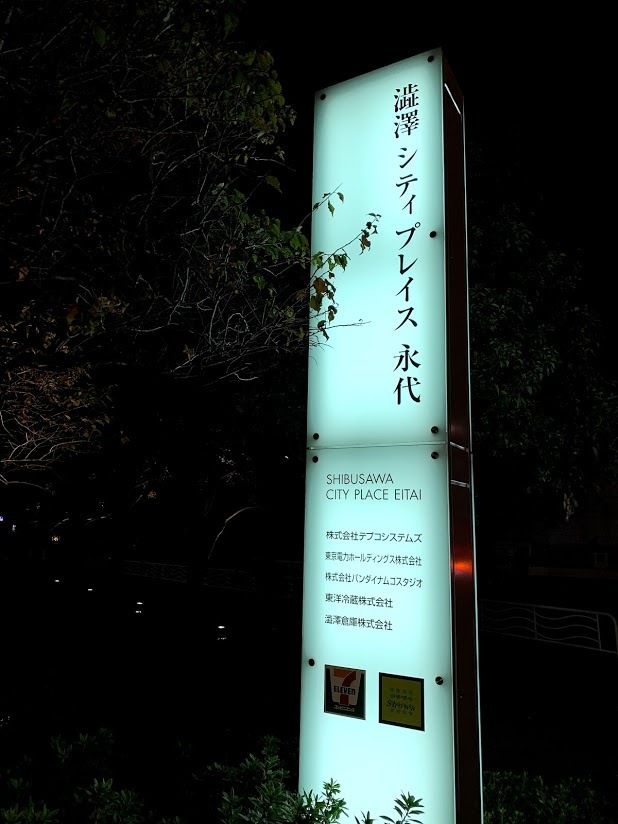 澁澤シティプレイス永代
SHIBUSAWA
CITY PLACE EITAI
株式会社テプコシステムズ
東京電力ホールディングス株式会社
株式会社バンダイナムコスタジオ
東洋冷蔵株式会社
澁澤倉庫株式会社
7
ELEVEN